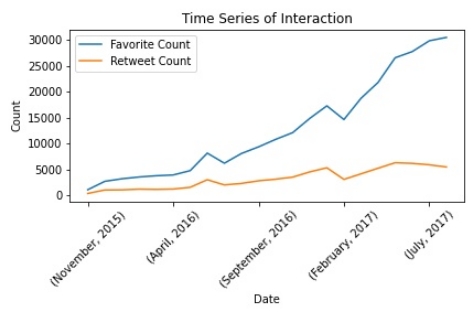 Time Series of Interaction
Favorite Count
Retweet Count
30000
25000
20000
15000
10000
5000
0
Count
(November, 2015)
(April, 2016)
(September, 2016)
(February, 2017)
(July, 2017)
Date